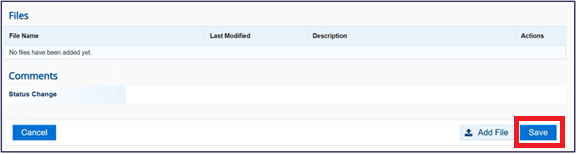 Files
File Name Last Modified Description Actions
No files have been added yet.
Comments
Status Change
Cancel Add File Save